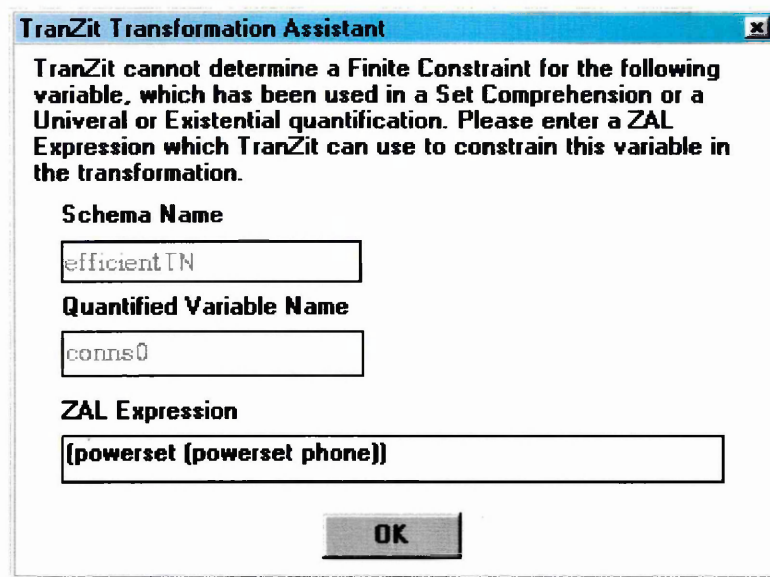 TranZit Transformation Assistant
TranZit cannot determine a Finite Constraint for the following
variable, which has been used in a Set Comprehension or a
Univeral or Existential quantification. Please enter a ZAL
Expression which TranZit can use to constrain this variable in
the transformation.
Schema Name
efficientTN
Quantified Variable Name
conns0
ZAL Expression
(powerset (powerset phone))
OK